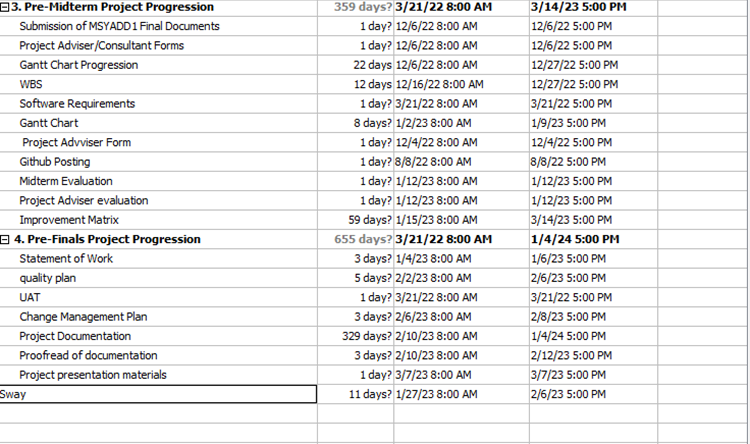 3. Pre-Midterm Project Progression 359 days? 3/21/22 8:00 AM 3/14/23 5:00 PM
Submission of MSYADD1 Final Documents 1 day? 12/6/22 8:00 AM 12/6/22 5:00 PM
Project Adviser/Consultant Forms 1 day? 12/6/22 8:00 AM 12/6/22 5:00 PM
Gantt Chart Progression 22 days 12/6/22 8:00 AM 12/27/22 5:00 PM
WBS 12 days 12/16/22 8:00 AM 12/27/22 5:00 PM
Software Requirements 1 day? 3/21/22 8:00 AM 3/21/22 5:00 PM
Gantt Chart 8 days? 1/2/23 8:00 AM 1/9/23 5:00 PM
Project Advviser Form 1 day? 12/4/22 8:00 AM 12/4/22 5:00 PM
Github Posting 1 day? 8/8/22 8:00 AM 8/8/22 5:00 PM
Midterm Evaluation 1 day? 1/12/23 8:00 AM 1/12/23 5:00 PM
Project Adviser evaluation 1 day? 1/12/23 8:00 AM 1/12/23 5:00 PM
Improvement Matrix 59 days? 1/15/23 8:00 AM 3/14/23 5:00 PM
4. Pre-Finals Project Progression 655 days? 3/21/22 8:00 AM 1/4/24 5:00 PM
Statement of Work 3 days? 1/4/23 8:00 AM 1/6/23 5:00 PM
quality plan 5 days? 2/2/23 8:00 AM 2/6/23 5:00 PM
UAT 1 day? 3/21/22 8:00 AM 3/21/22 5:00 PM
Change Management Plan 3 days? 2/6/23 8:00 AM 2/8/23 5:00 PM
Project Documentation 329 days? 2/10/23 8:00 AM 1/4/24 5:00 PM
Proofread of documentation 3 days? 2/10/23 8:00 AM 2/12/23 5:00 PM
Project presentation materials 1 day? 3/7/23 8:00 AM 3/7/23 5:00 PM
Sway 11 days? 1/27/23 8:00 AM 2/6/23 5:00 PM